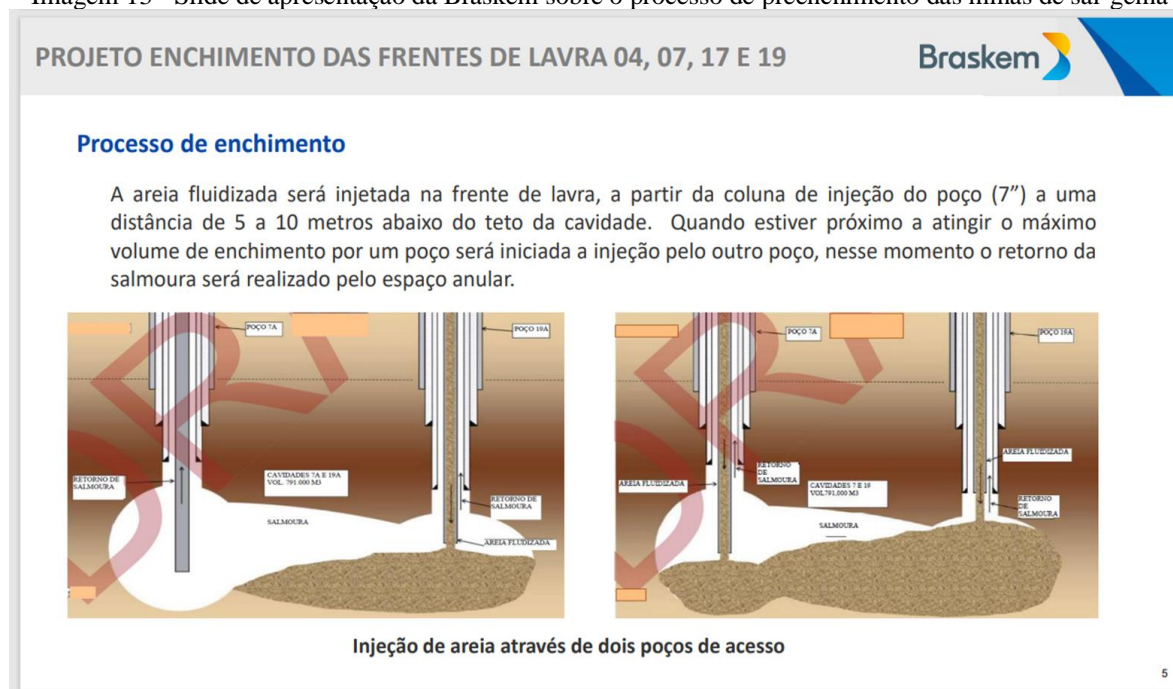 Imagem 15 - Slide de apresentação da Braskem sobre o processo de preenchimento das minas de sal-gema
PROJETO ENCHIMENTO DAS FRENTES DE LAVRA 04, 07, 17 E 19
Braskem
Processo de enchimento
A areia fluidizada será injetada na frente de lavra, a partir da coluna de injeção do poço (7”) a uma
distância de 5 a 10 metros abaixo do teto da cavidade. Quando estiver próximo a atingir o máximo
volume de enchimento por um poço será iniciada a injeção pelo outro poço, nesse momento o retorno da
salmoura será realizado pelo espaço anular.
POÇO 7A
POÇO 19A
RETORNO DE
SALMOURA
CAVIDADES 7A E 19A
VOL. 791.000 M3
SALMOURA
RETORNO DE
SALMOURA
AREIA FLUDIZADA
POÇO 7A
POÇO 19A
AREIA FLUIDIZADA
RETORNO
DE
SALMOURA
AREIA FLUDIZADA
CAVIDADES 7 E 19
VOL.791.000 M3
SALMOURA
RETORNO
DE
SALMOURA
Injeção de areia através de dois poços de acesso
5